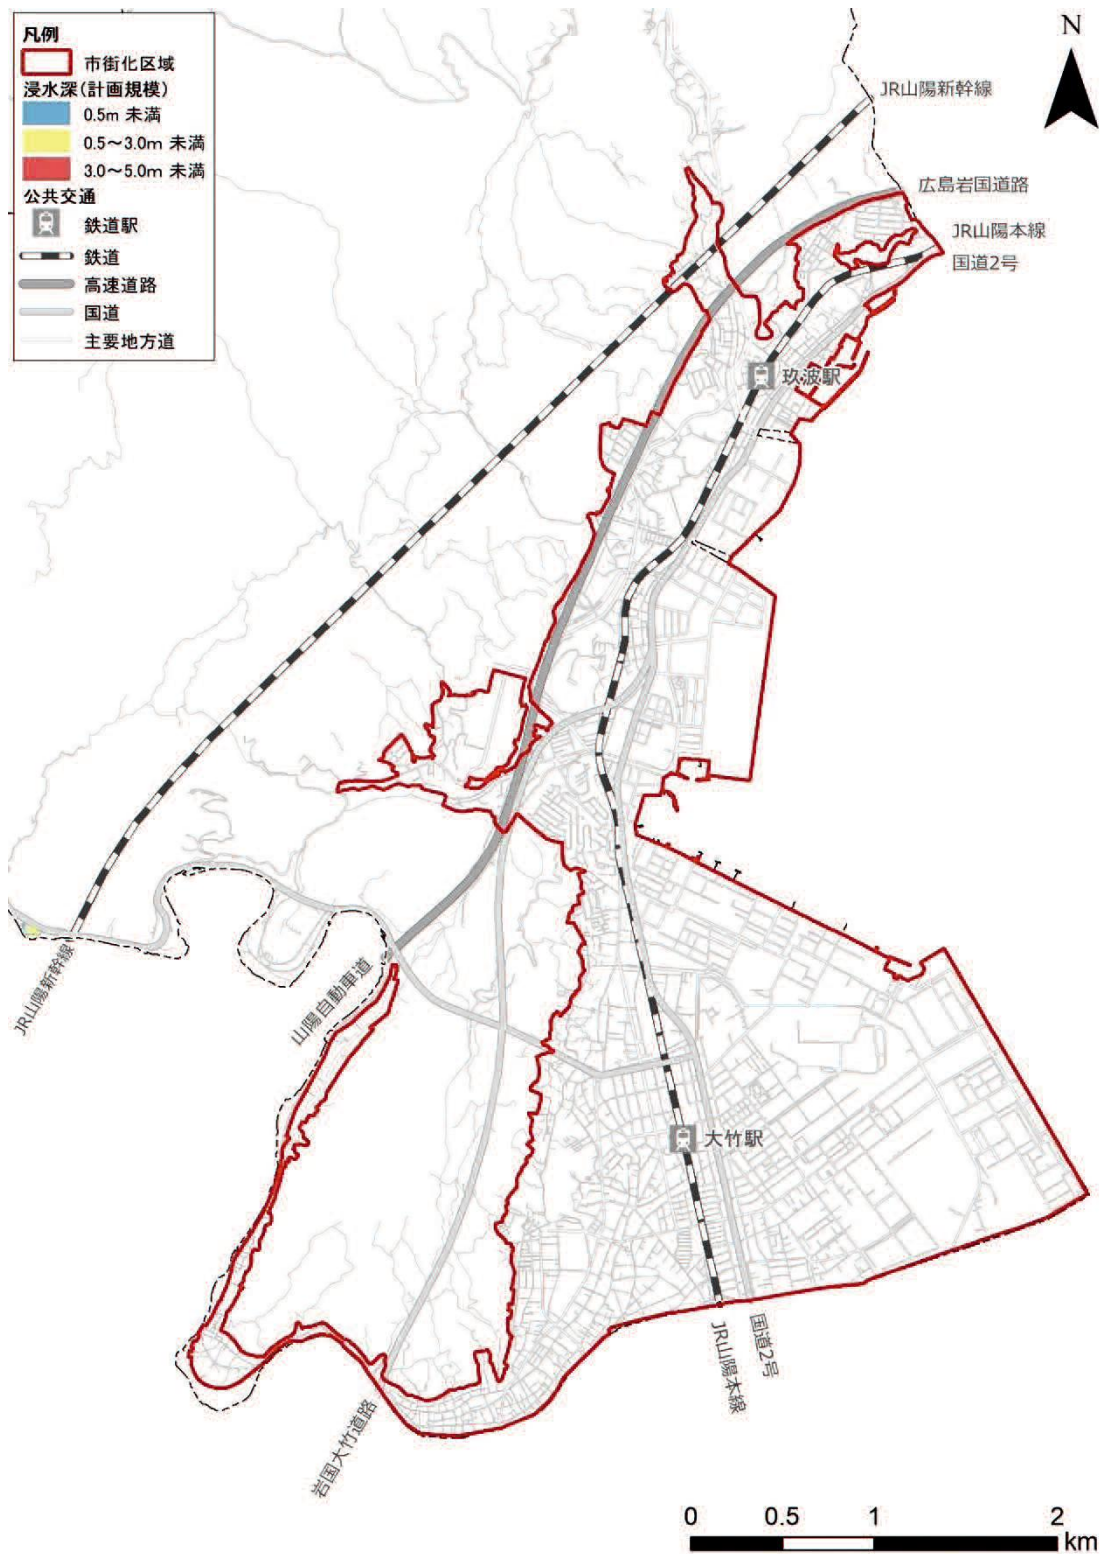 凡例
市街化区域
浸水深(計画規模)
0.5m 未満
0.5～3.0m 未満
3.0～5.0m 未満
公共交通
鉄道駅
鉄道
高速道路
国道
主要地方道
N
JR山陽新幹線
広島岩国道路
JR山陽本線
国道2号
玖波駅
JR山陽新幹線
山陽自動車道
大竹駅
国道2号
JR山陽本線
岩国大竹道路
0 0.5 1 2
km